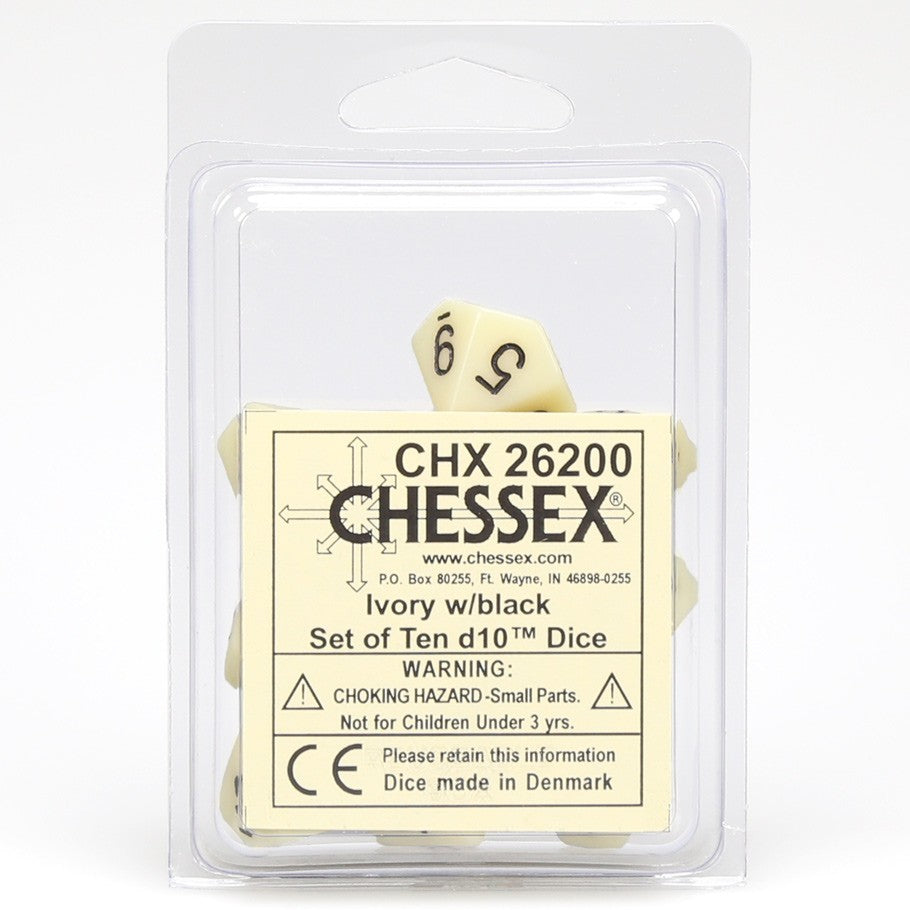 9
5
CHX 26200
CHESSEX®
www.chessex.com
P.O. Box 80255, Ft. Wayne, IN 46898-0255
Ivory w/black
Set of Ten d10™ Dice
WARNING:
CHOKING HAZARD-Small Parts.
Not for Children Under 3 yrs.
CE
Please retain this information
Dice made in Denmark